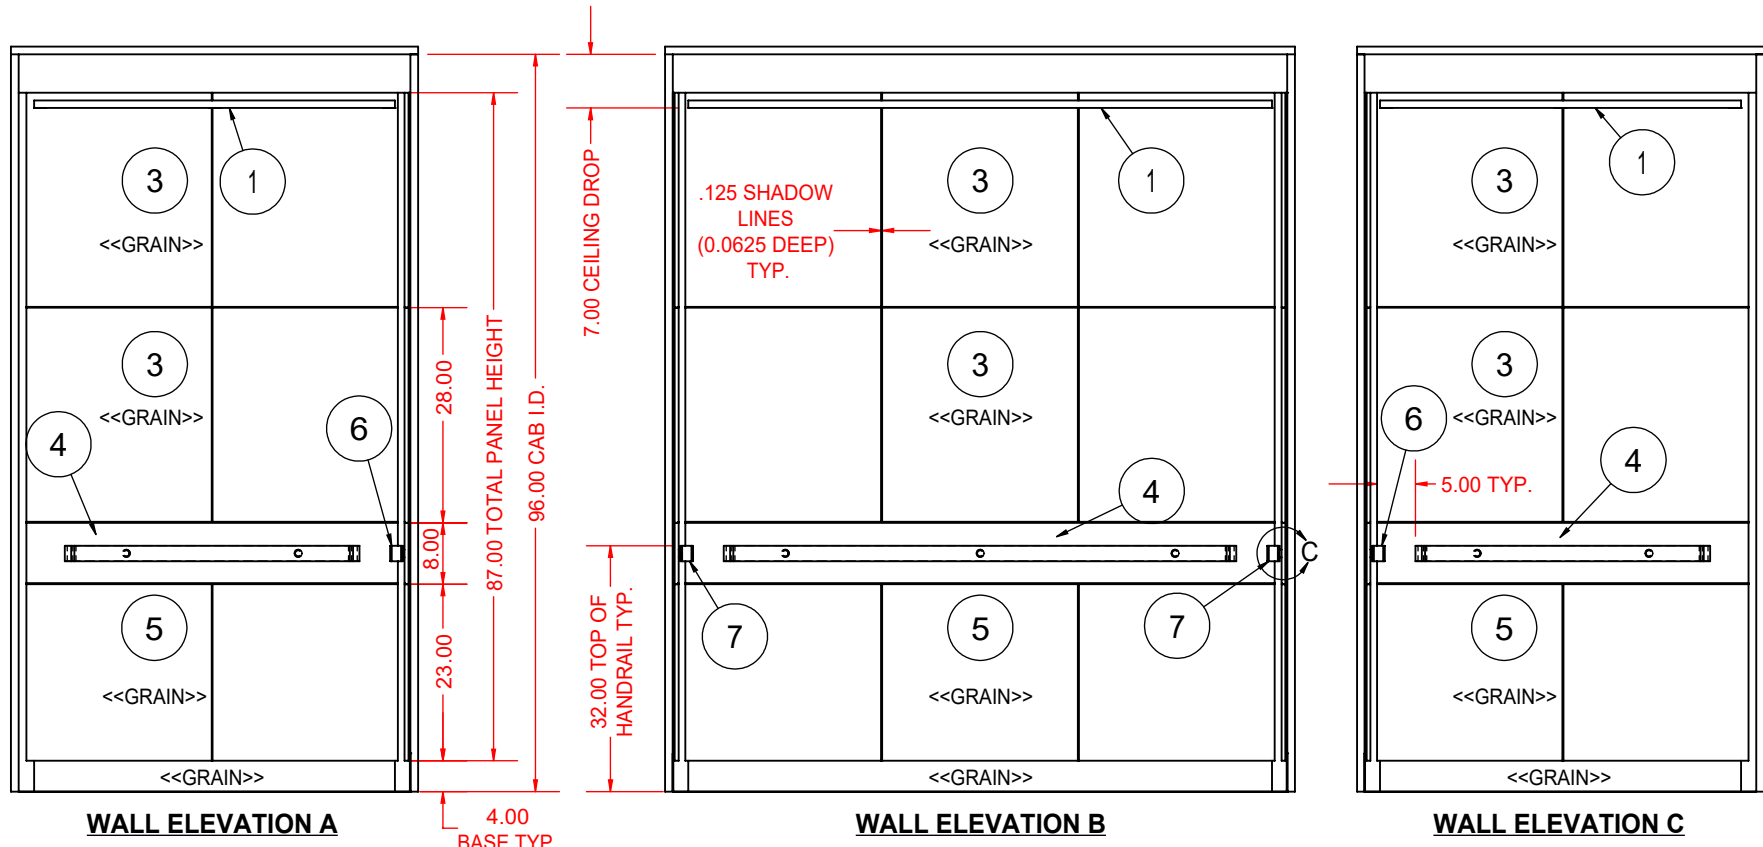 3
1
<<GRAIN>>
3
<<GRAIN>>
4
6
5
<<GRAIN>>
<<GRAIN>>
WALL ELEVATION A
28.00
8.00
23.00
87.00 TOTAL PANEL HEIGHT
96.00 CAB I.D.
4.00
BASE TYP
7.00 CEILING DROP
.125 SHADOW
LINES
(0.0625 DEEP)
TYP.
3
1
<<GRAIN>>
3
<<GRAIN>>
4
C
32.00 TOP OF
HANDRAIL TYP.
7
5
7
<<GRAIN>>
<<GRAIN>>
WALL ELEVATION B
3
1
<<GRAIN>>
3
<<GRAIN>>
6
4
5.00 TYP.
5
<<GRAIN>>
<<GRAIN>>
WALL ELEVATION C